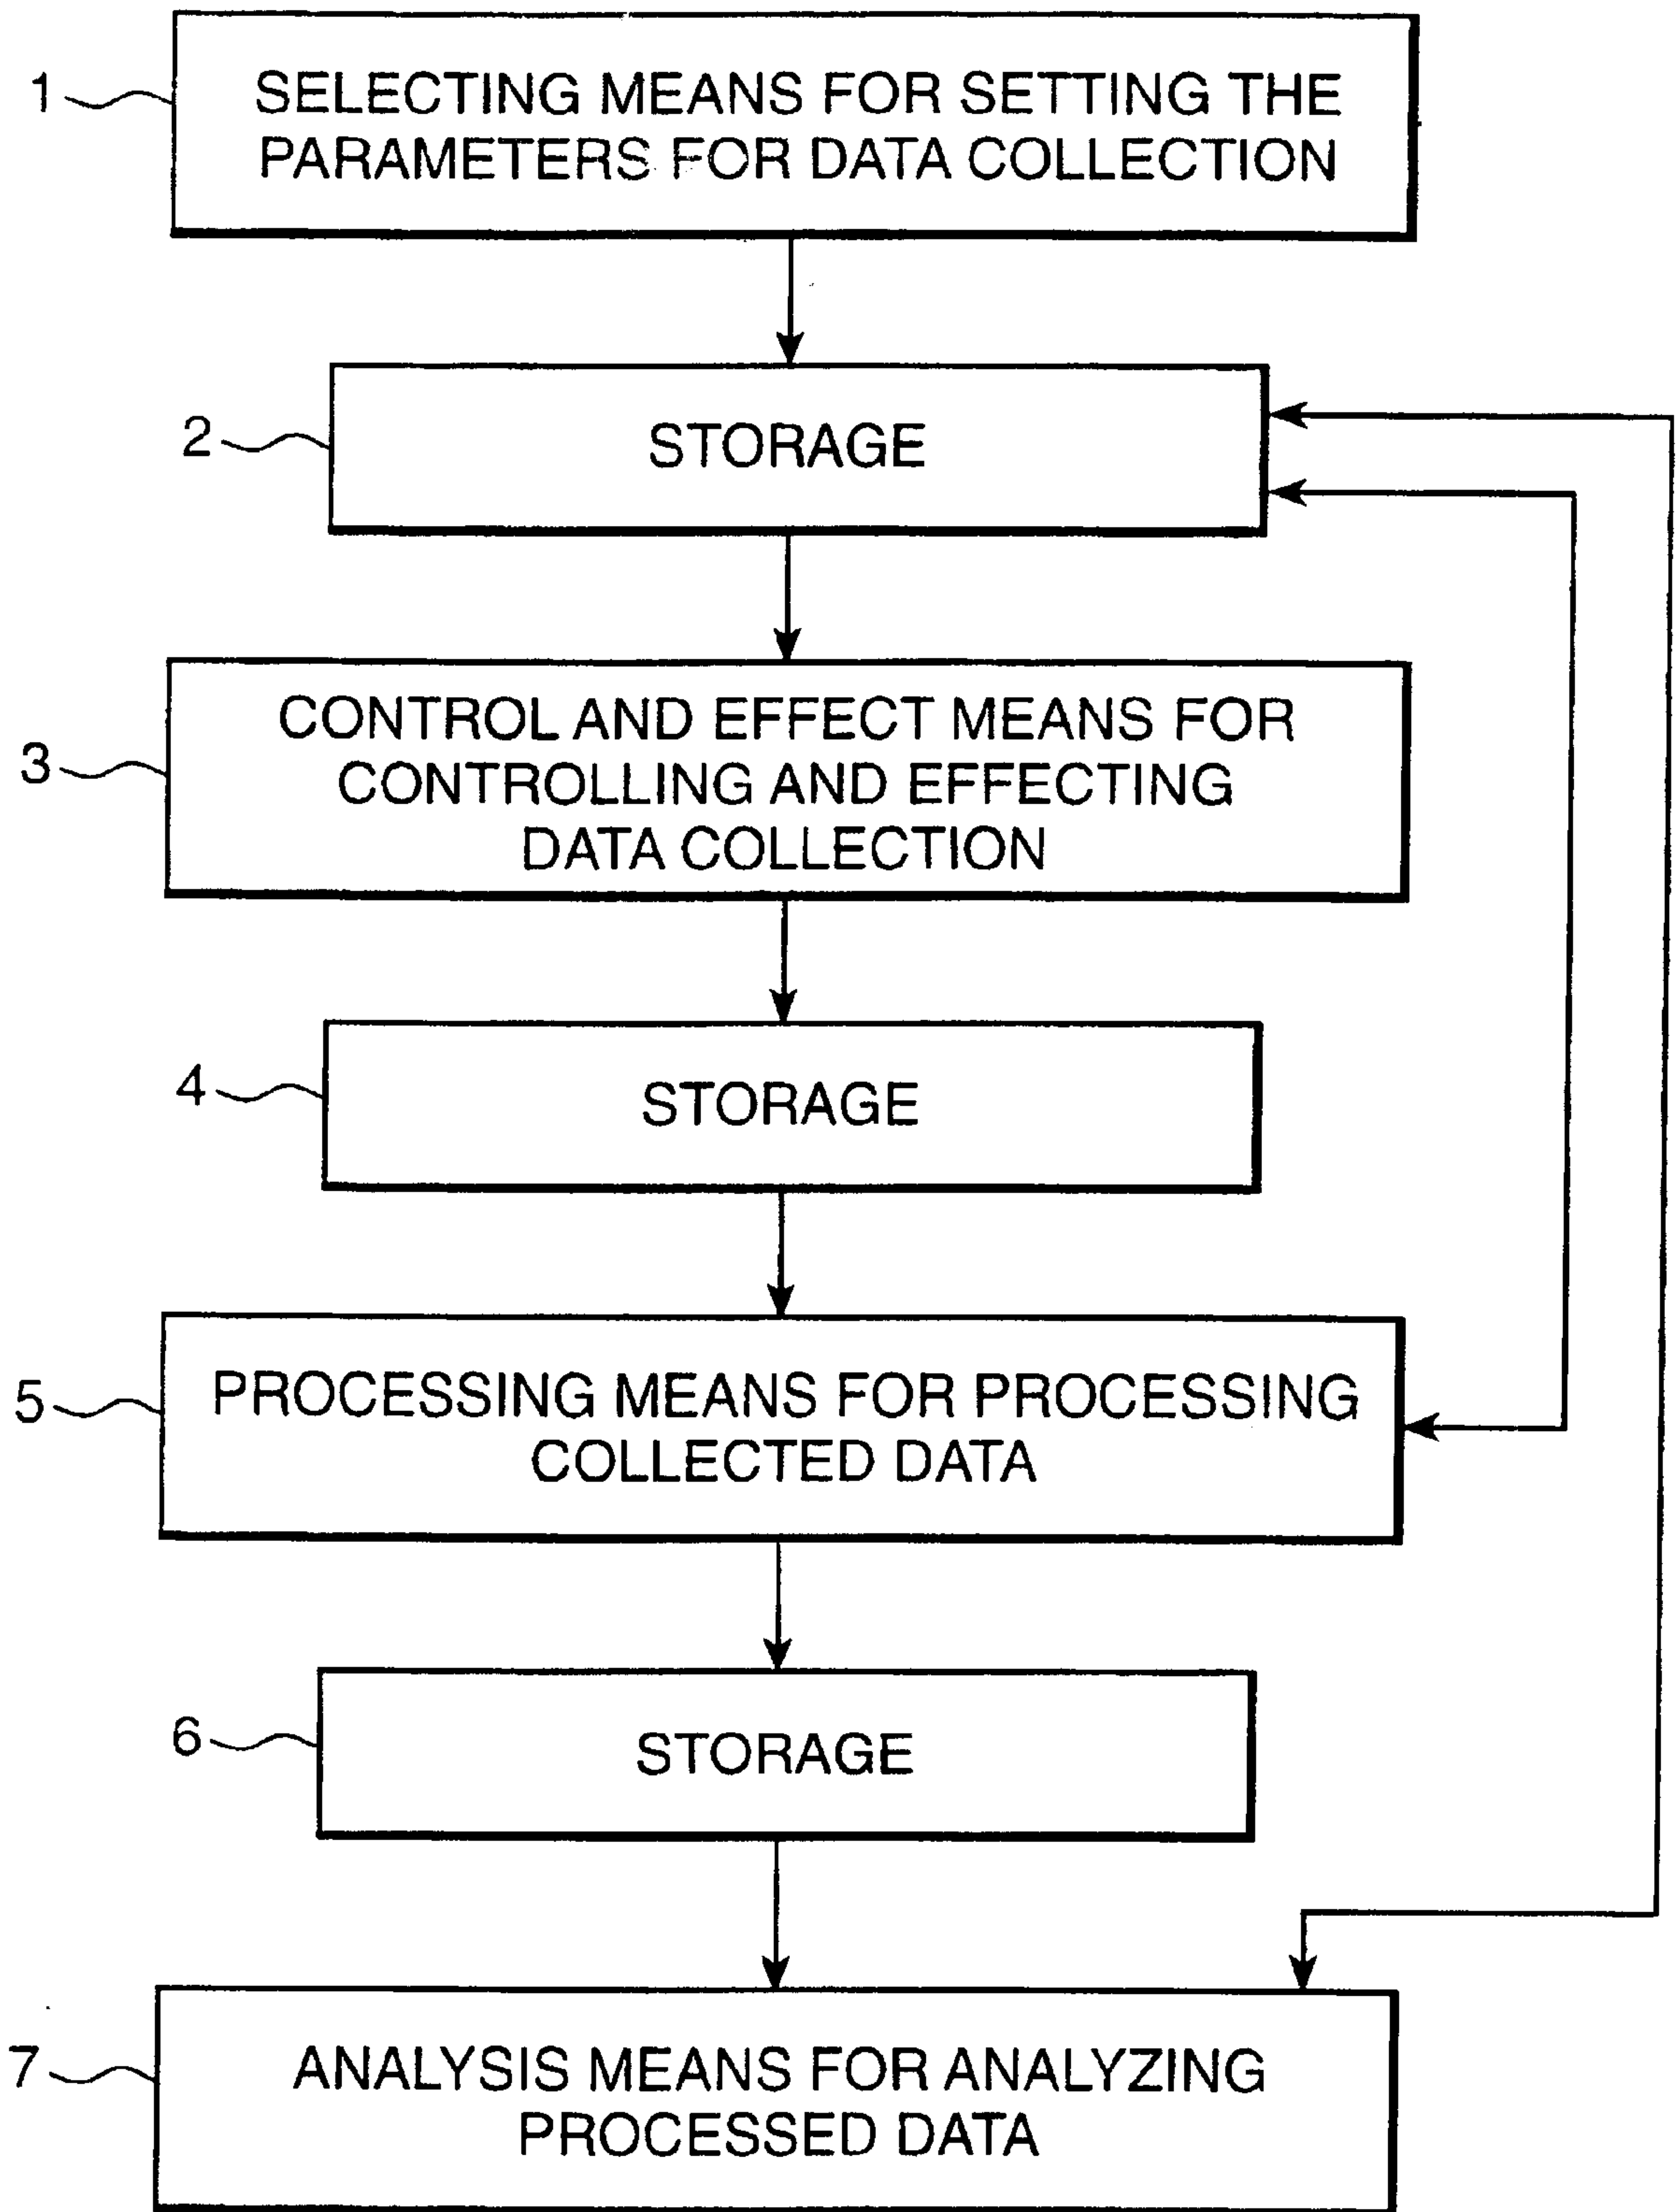 1
SELECTING MEANS FOR SETTING THE
PARAMETERS FOR DATA COLLECTION
2
STORAGE
3
CONTROL AND EFFECT MEANS FOR
CONTROLLING AND EFFECTING
DATA COLLECTION
4
STORAGE
5
PROCESSING MEANS FOR PROCESSING
COLLECTED DATA
6
STORAGE
7
ANALYSIS MEANS FOR ANALYZING
PROCESSED DATA